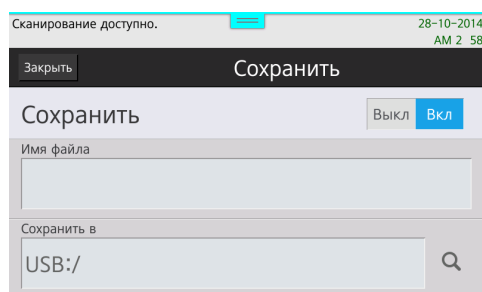 Сканирование доступно.
28-10-2014
AM 2 58
Закрыть
Сохранить
Сохранить
Выкл
Вкл
Имя файла
Сохранить в
USB:/